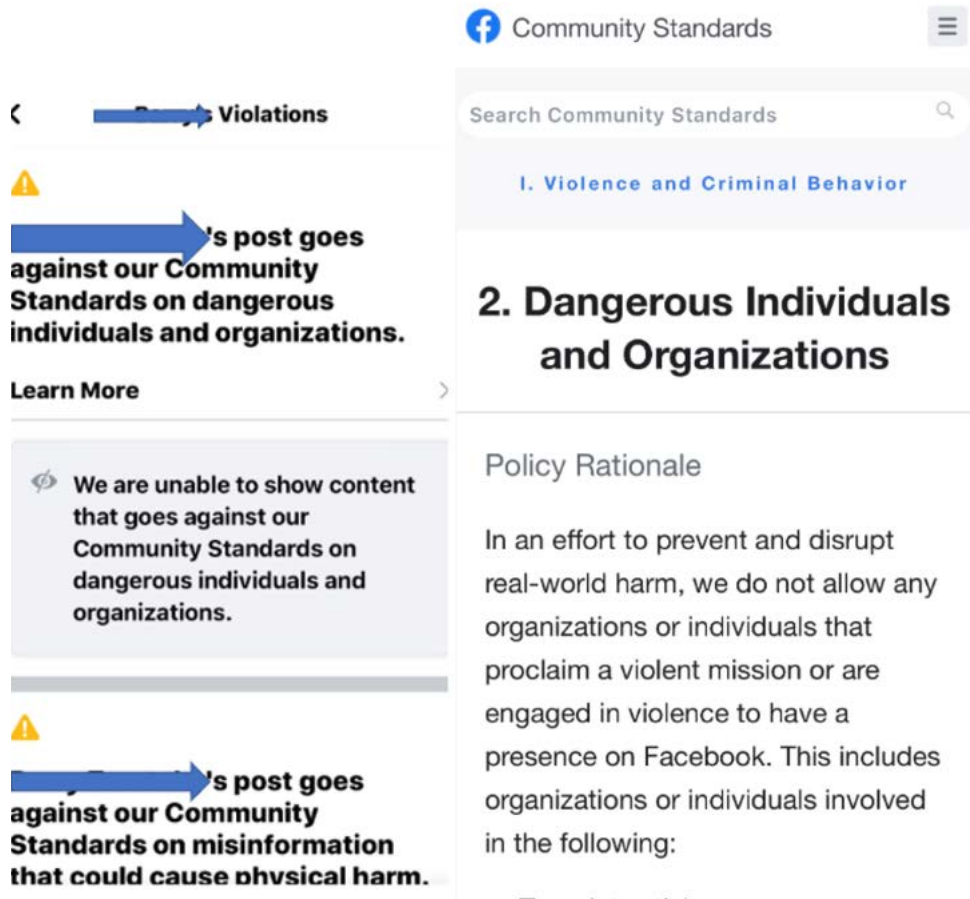 Violations
's post goes
against our Community
Standards on dangerous
individuals and organizations.
Learn More
We are unable to show content
that goes against our
Community Standards on
dangerous individuals and
organizations.
's post goes
against our Community
Standards on misinformation
that could cause physical harm.
Community Standards
Search Community Standards
I. Violence and Criminal Behavior
2. Dangerous Individuals
and Organizations
Policy Rationale
In an effort to prevent and disrupt
real-world harm, we do not allow any
organizations or individuals that
proclaim a violent mission or are
engaged in violence to have a
presence on Facebook. This includes
organizations or individuals involved
in the following: